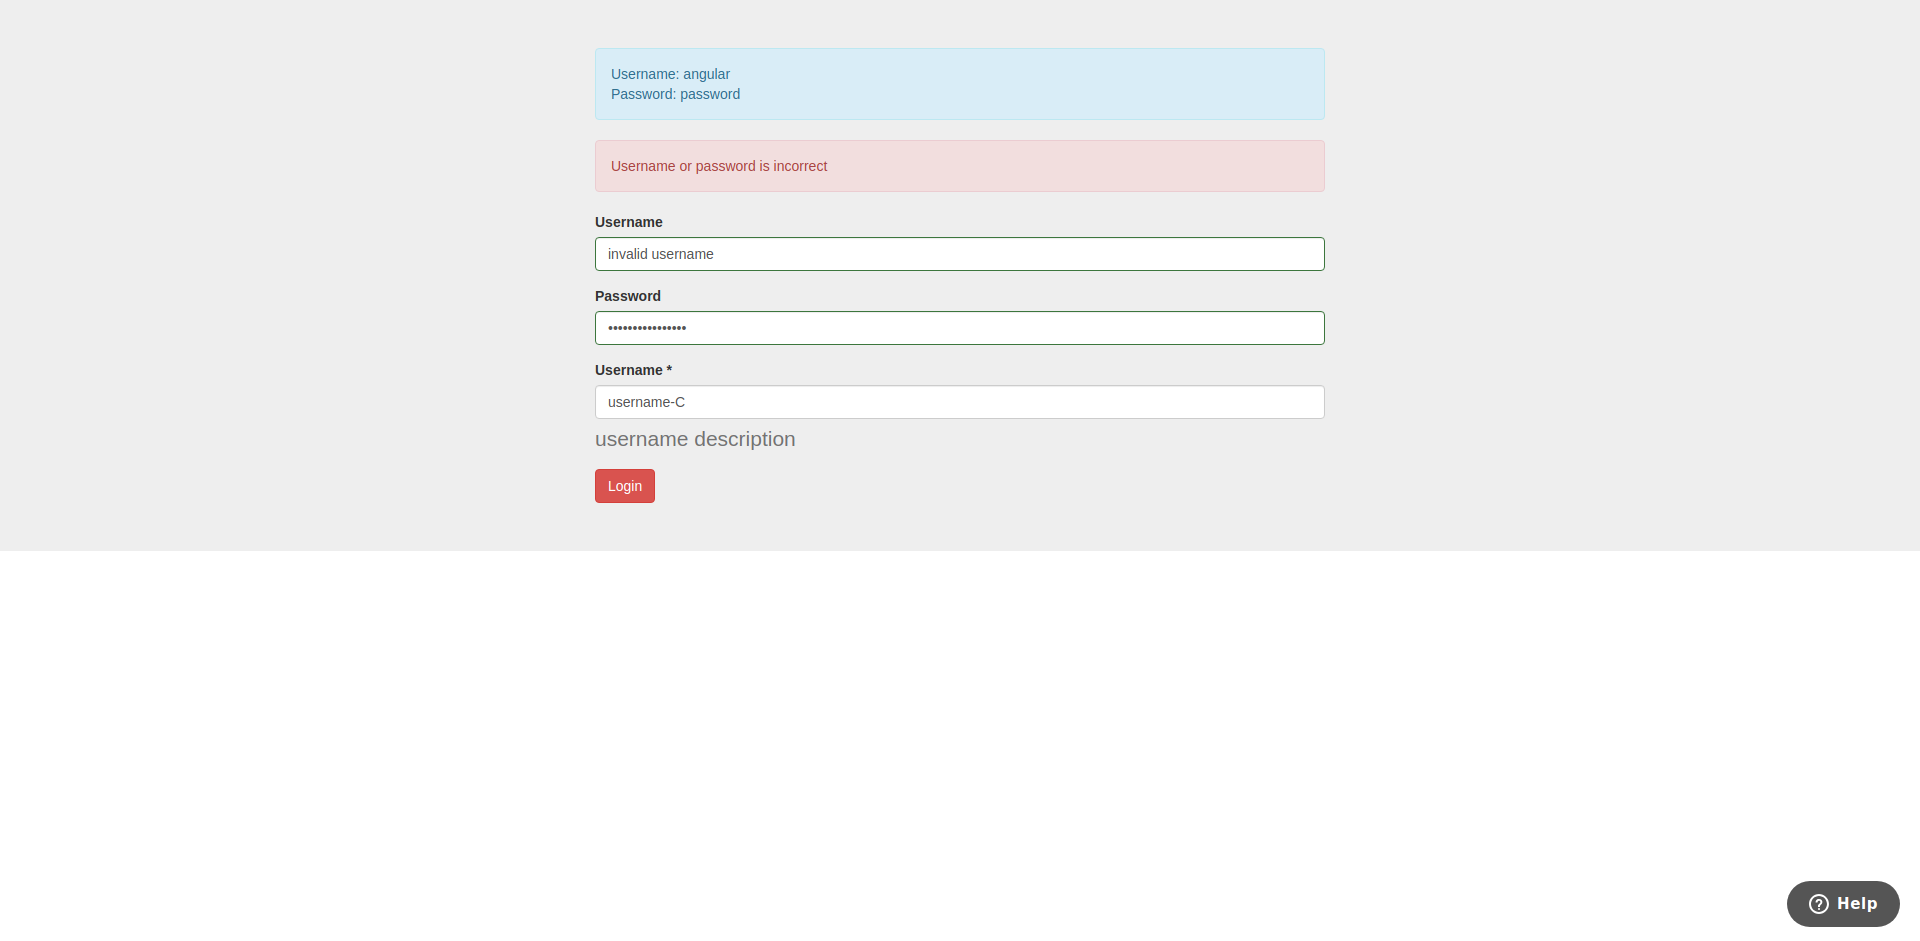 Username: angular
Password: password
Username or password is incorrect
Username
invalid username
Password
••••••••••••••••
Username *
username-C
username description
Login
Help